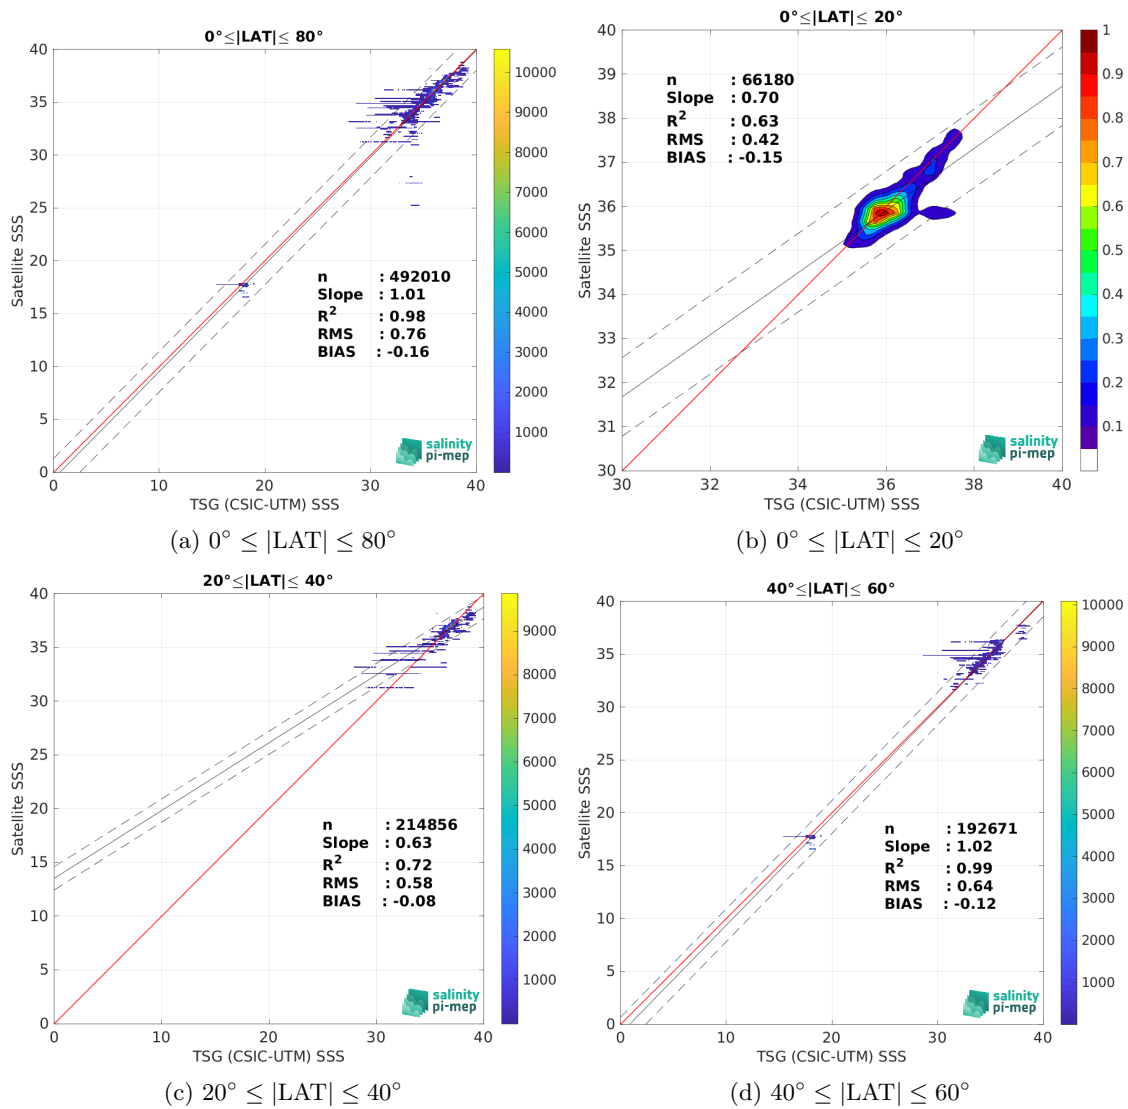 0°≤|LAT|≤ 80°
Satellite SSS
40
35
30
25
20
15
10
5
0
n : 492010
Slope : 1.01
R² : 0.98
RMS : 0.76
BIAS : -0.16
salinity
pi-mep
0 10 20 30 40
TSG (CSIC-UTM) SSS
10000
9000
8000
7000
6000
5000
4000
3000
2000
1000
(a) 0° ≤ |LAT| ≤ 80°
0°≤|LAT|≤ 20°
Satellite SSS
40
39
38
37
36
35
34
33
32
31
30
n : 66180
Slope : 0.70
R² : 0.63
RMS : 0.42
BIAS : -0.15
salinity
pi-mep
30 32 34 36 38 40
TSG (CSIC-UTM) SSS
1
0.9
0.8
0.7
0.6
0.5
0.4
0.3
0.2
0.1
(b) 0° ≤ |LAT| ≤ 20°
20°≤|LAT|≤ 40°
Satellite SSS
40
35
30
25
20
15
10
5
0
n : 214856
Slope : 0.63
R² : 0.72
RMS : 0.58
BIAS : -0.08
salinity
pi-mep
0 10 20 30 40
TSG (CSIC-UTM) SSS
9000
8000
7000
6000
5000
4000
3000
2000
1000
(c) 20° ≤ |LAT| ≤ 40°
40°≤|LAT|≤ 60°
Satellite SSS
40
35
30
25
20
15
10
5
0
n : 192671
Slope : 1.02
R² : 0.99
RMS : 0.64
BIAS : -0.12
salinity
pi-mep
0 10 20 30 40
TSG (CSIC-UTM) SSS
10000
9000
8000
7000
6000
5000
4000
3000
2000
1000
(d) 40° ≤ |LAT| ≤ 60°